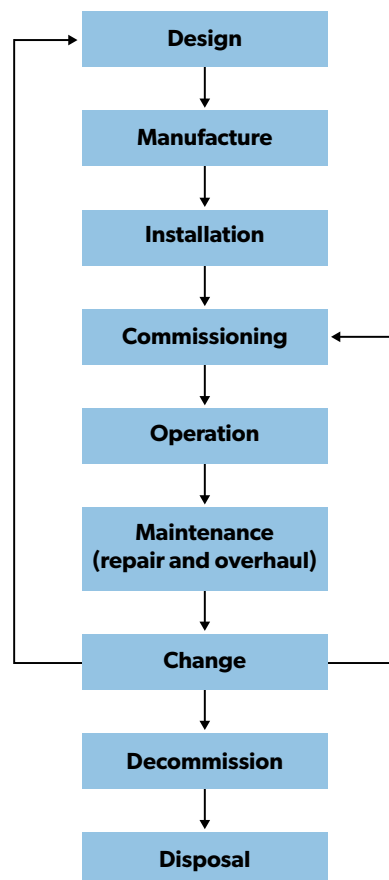 Design
Manufacture
Installation
Commissioning
Operation
Maintenance
(repair and overhaul)
Change
Decommission
Disposal